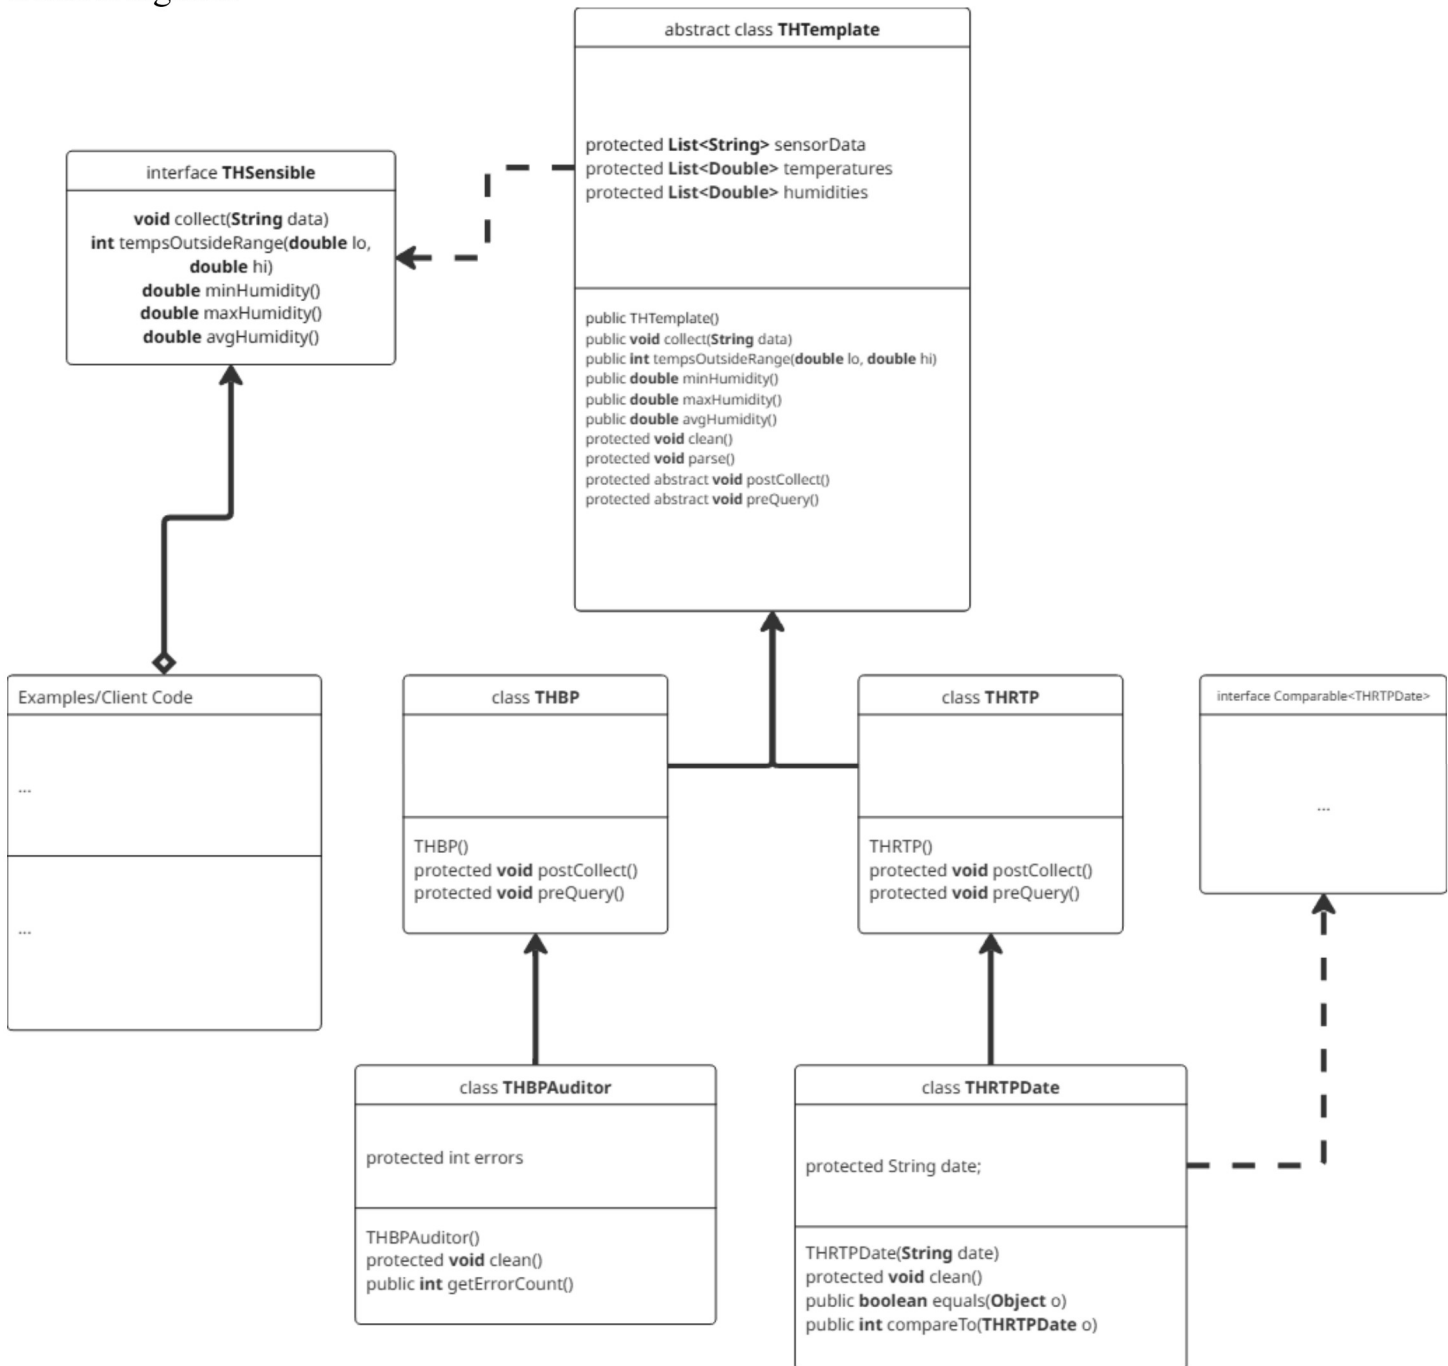 abstract class THTemplate
protected List<String> sensorData
protected List<Double> temperatures
protected List<Double> humidities
public THTemplate()
public void collect(String data)
public int tempsOutsideRange(double lo, double hi)
public double minHumidity()
public double maxHumidity()
public double avgHumidity()
protected void clean()
protected void parse()
protected abstract void postCollect()
protected abstract void preQuery()
interface THSensible
void collect(String data)
int tempsOutsideRange(double lo,
double hi)
double minHumidity()
double maxHumidity()
double avgHumidity()
Examples/Client Code
...
...
class THBP
THBP()
protected void postCollect()
protected void preQuery()
class THRTP
THRTP()
protected void postCollect()
protected void preQuery()
interface Comparable<THRTPDate>
...
class THBPAuditor
protected int errors
THBPAuditor()
protected void clean()
public int getErrorCount()
class THRTPDate
protected String date;
THRTPDate(String date)
protected void clean()
public boolean equals(Object o)
public int compareTo(THRTPDate o)